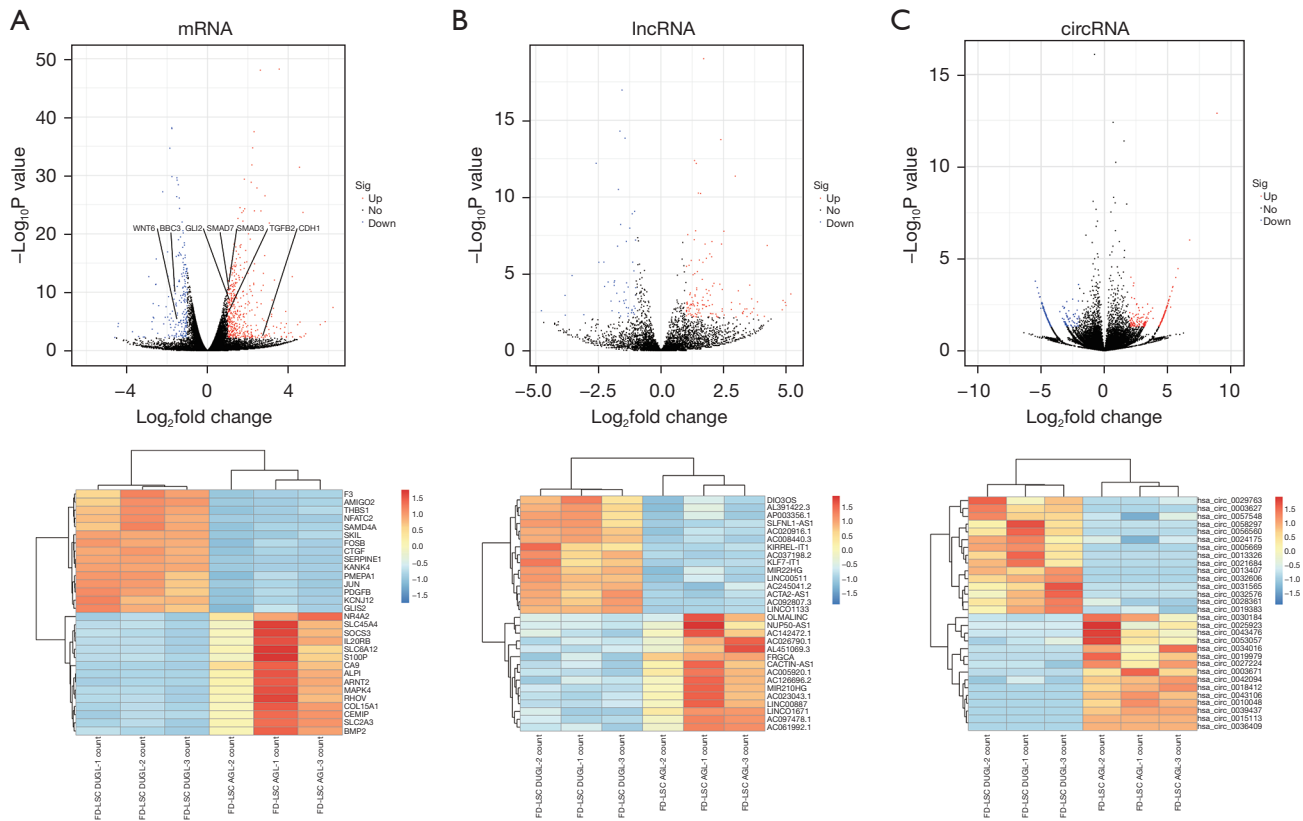 A
mRNA
50
40
30
20
10
0
−Log10P value
WNT6 BBC3 GLI2 SMAD7 SMAD3 TGFB2 CDH1
−4 0 4
Log2fold change
Sig
Up
No
Down
F3
AMIGO2
THBS1
NFATC2
SAMD4A
SKIL
FOSB
CTGF
SERPINE1
KANK4
PMEPA1
JUN
PDGFB
KCNJ12
GLIS2
NR4A2
SLC45A4
SOCS3
IL20RB
SLC6A12
S100P
CA9
ALPI
ARNT2
MAPK4
RHOV
COL15A1
CEMIP
SLC2A3
BMP2
1.5
1.0
0.5
0.0
−0.5
−1.0
−1.5
FD-LSC DUGL-1 count
FD-LSC DUGL-2 count
FD-LSC DUGL-3 count
FD-LSC AGL-2 count
FD-LSC AGL-1 count
FD-LSC AGL-3 count
B
lncRNA
15
10
5
0
−Log10P value
−5.0 −2.5 0.0 2.5 5.0
Log2fold change
Sig
Up
No
Down
DIO3OS
AL391422.3
AP003356.1
SLFNL1-AS1
AC020916.1
AC008440.3
KIRREL-IT1
AC037198.2
KLF7-IT1
MIR22HG
LINC00511
AC245041.2
ACTA2-AS1
AC092807.3
LINC01133
OLMALINC
NUP50-AS1
AC142472.1
AC026790.1
AL451069.3
FRGCA
CACTIN-AS1
AC005920.1
AC126696.2
MIR210HG
AC023043.1
LINC00887
LINCO1671
AC097478.1
AC061992.1
1.5
1.0
0.5
0.0
−0.5
−1.0
−1.5
FD-LSC DUGL-2 count
FD-LSC DUGL-1 count
FD-LSC DUGL-3 count
FD-LSC AGL-2 count
FD-LSC AGL-1 count
FD-LSC AGL-3 count
C
circRNA
15
10
5
0
−Log10P value
−10 −5 0 5 10
Log2fold change
Sig
Up
No
Down
hsa_circ_0029763
hsa_circ_0003627
hsa_circ_0057548
hsa_circ_0058297
hsa_circ_0056560
hsa_circ_0024175
hsa_circ_0005669
hsa_circ_0013326
hsa_circ_0021684
hsa_circ_0013407
hsa_circ_0032606
hsa_circ_0031565
hsa_circ_0032576
hsa_circ_0028361
hsa_circ_0019383
hsa_circ_0030184
hsa_circ_0025923
hsa_circ_0043476
hsa_circ_0053057
hsa_circ_0034016
hsa_circ_0019979
hsa_circ_0027224
hsa_circ_0003671
hsa_circ_0042094
hsa_circ_0018412
hsa_circ_0043106
hsa_circ_0010048
hsa_circ_0039437
hsa_circ_0015113
hsa_circ_0036409
1.5
1.0
0.5
0.0
−0.5
−1.0
−1.5
FD-LSC DUGL-2 count
FD-LSC DUGL-1 count
FD-LSC DUGL-3 count
FD-LSC AGL-2 count
FD-LSC AGL-1 count
FD-LSC AGL-3 count